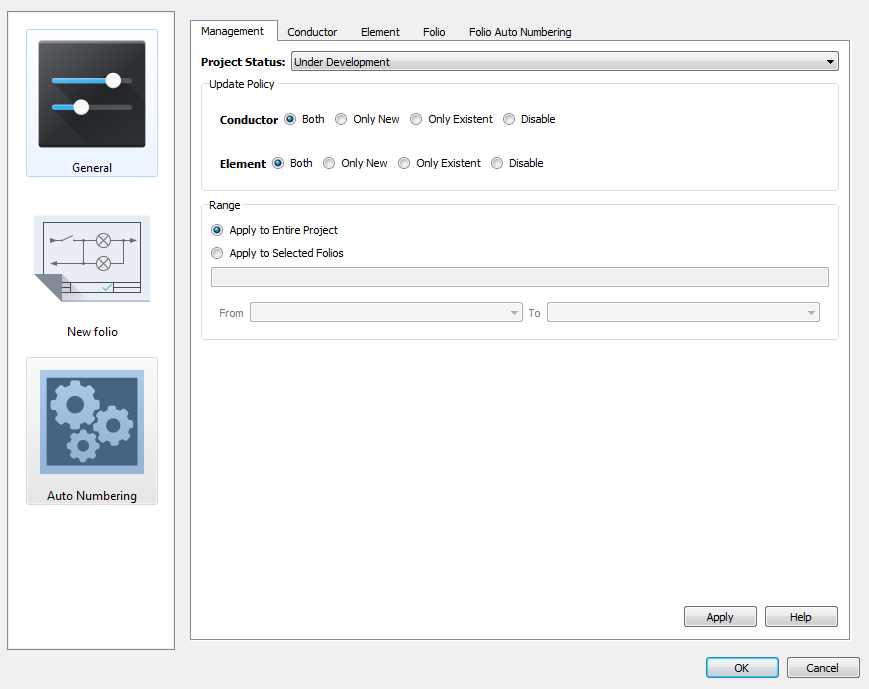 General
New folio
Auto Numbering
Management Conductor Element Folio Folio Auto Numbering
Project Status: Under Development
Update Policy
Conductor Both Only New Only Existent Disable
Element Both Only New Only Existent Disable
Range
Apply to Entire Project
Apply to Selected Folios
From To
Apply Help
OK Cancel